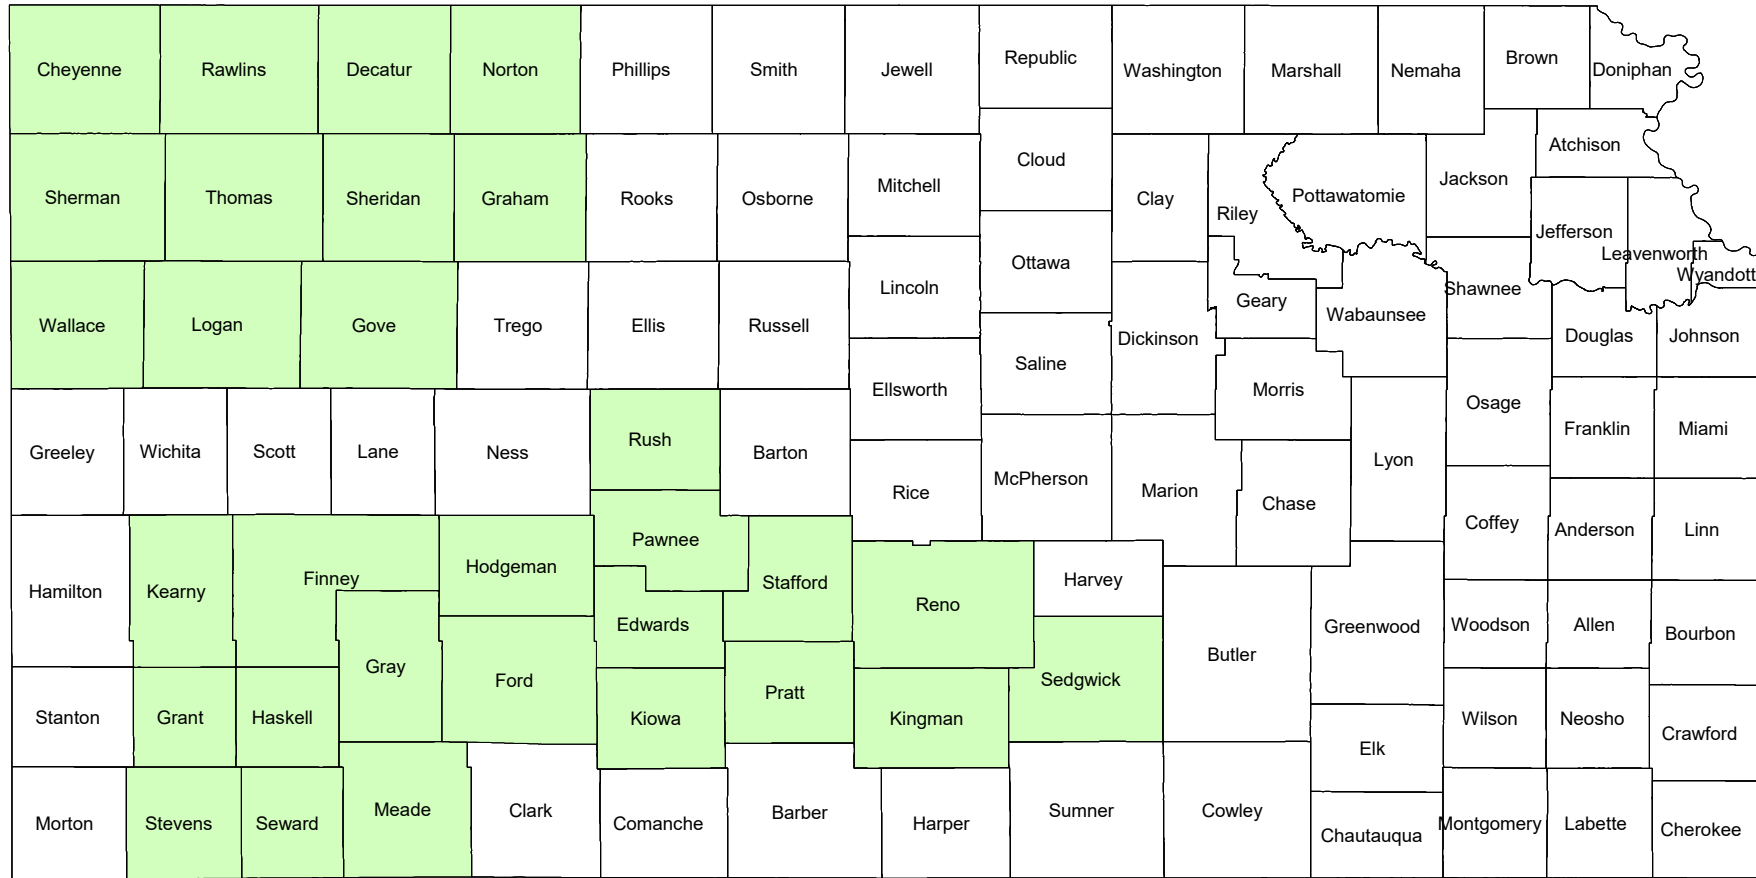 Cheyenne
Rawlins
Decatur
Norton
Phillips
Smith
Jewell
Republic
Washington
Marshall
Nemaha
Brown
Doniphan
Sherman
Thomas
Sheridan
Graham
Rooks
Osborne
Mitchell
Cloud
Clay
Riley
Pottawatomie
Jackson
Atchison
Jefferson
Leavenworth
Wyandott
Wallace
Logan
Gove
Trego
Ellis
Russell
Lincoln
Ottawa
Dickinson
Geary
Wabaunsee
Shawnee
Douglas
Johnson
Greeley
Wichita
Scott
Lane
Ness
Rush
Barton
Ellsworth
Saline
Morris
Osage
Franklin
Miami
Rice
McPherson
Marion
Chase
Lyon
Coffey
Anderson
Linn
Hamilton
Kearny
Finney
Hodgeman
Pawnee
Stafford
Reno
Harvey
Edwards
Gray
Ford
Butler
Greenwood
Woodson
Allen
Bourbon
Stanton
Grant
Haskell
Kiowa
Pratt
Kingman
Sedgwick
Elk
Wilson
Neosho
Crawford
Morton
Stevens
Seward
Meade
Clark
Comanche
Barber
Harper
Sumner
Cowley
Chautauqua
Montgomery
Labette
Cherokee